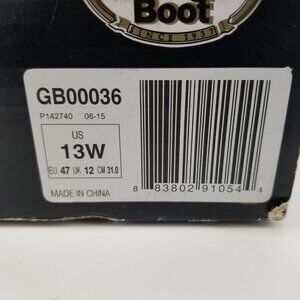 Boot
SINCE 1937
GB00036
P142740 06-15
US
13W
EU 47 UK 12 CM 31.0
MADE IN CHINA
8 83802 91054 4